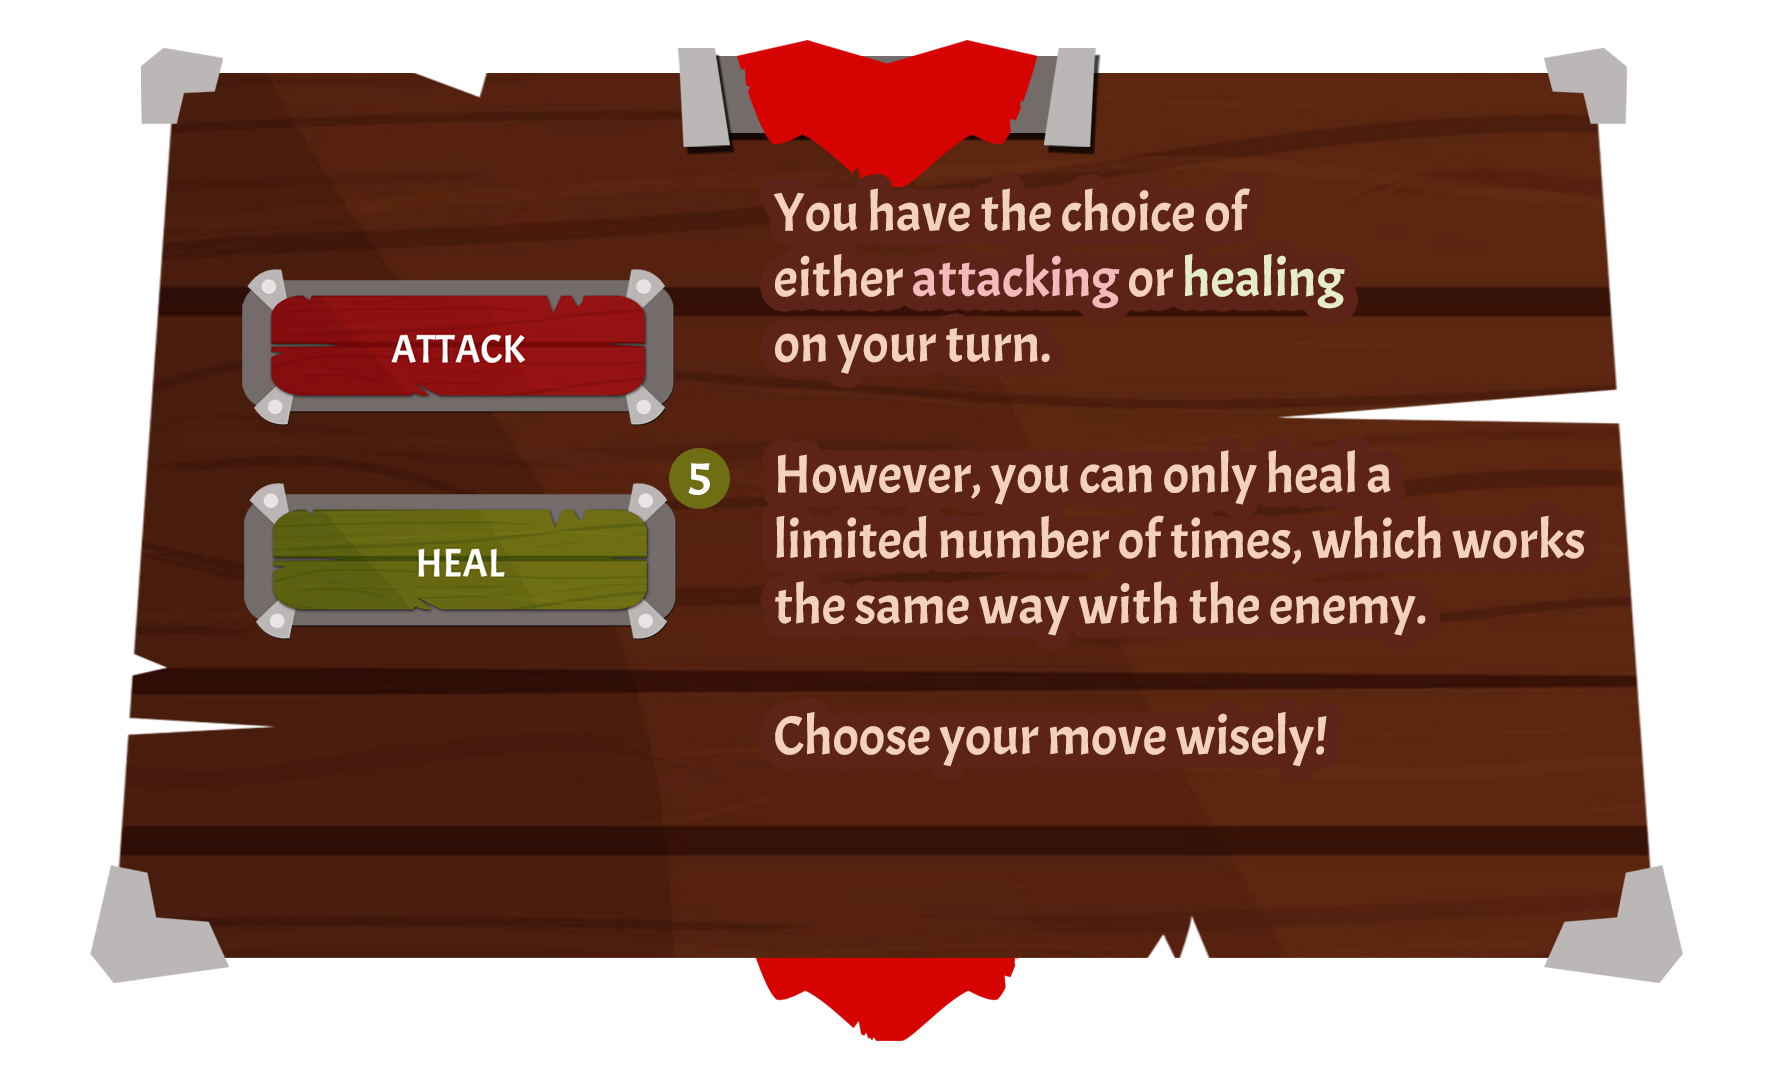 You have the choice of
either attacking or healing
on your turn.
ATTACK
5
However, you can only heal a
limited number of times, which works
the same way with the enemy.
HEAL
Choose your move wisely!